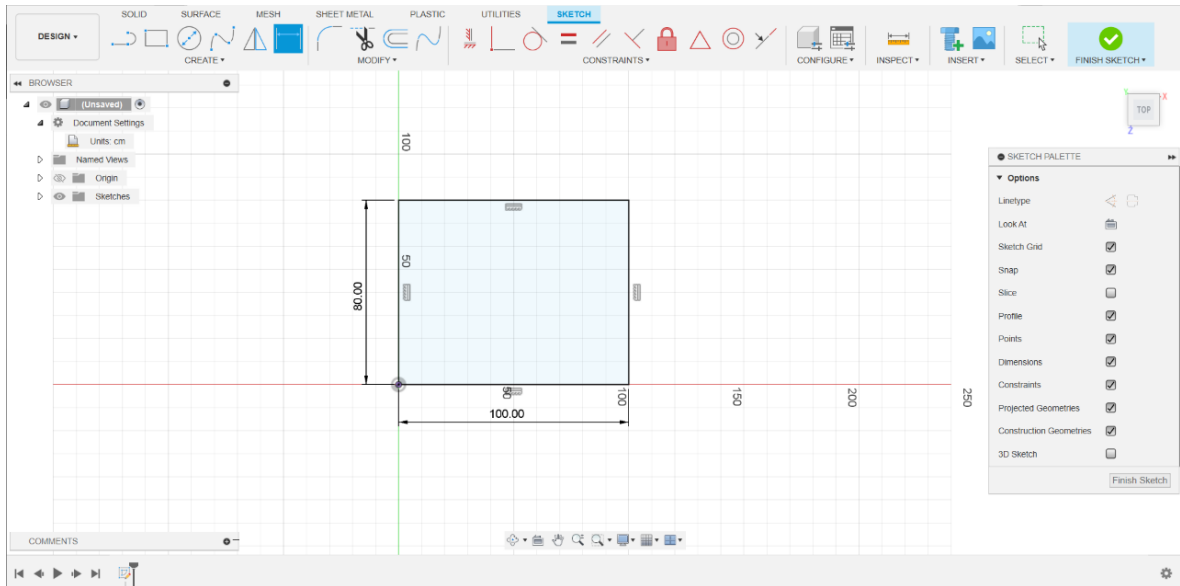 SOLID SURFACE MESH SHEET METAL PLASTIC UTILITIES SKETCH
DESIGN ▾
CREATE ▾ MODIFY ▾ CONSTRAINTS ▾ CONFIGURE ▾ INSPECT ▾ INSERT ▾ SELECT ▾ FINISH SKETCH ▾
BROWSER
(Unsaved)
Document Settings
Units: cm
Named Views
Origin
Sketches
100
50
80.00
50
100
150
200
250
100.00
TOP
X
Y
Z
SKETCH PALETTE
Options
Linetype
Look At
Sketch Grid
Snap
Slice
Profile
Points
Dimensions
Constraints
Projected Geometries
Construction Geometries
3D Sketch
Finish Sketch
COMMENTS